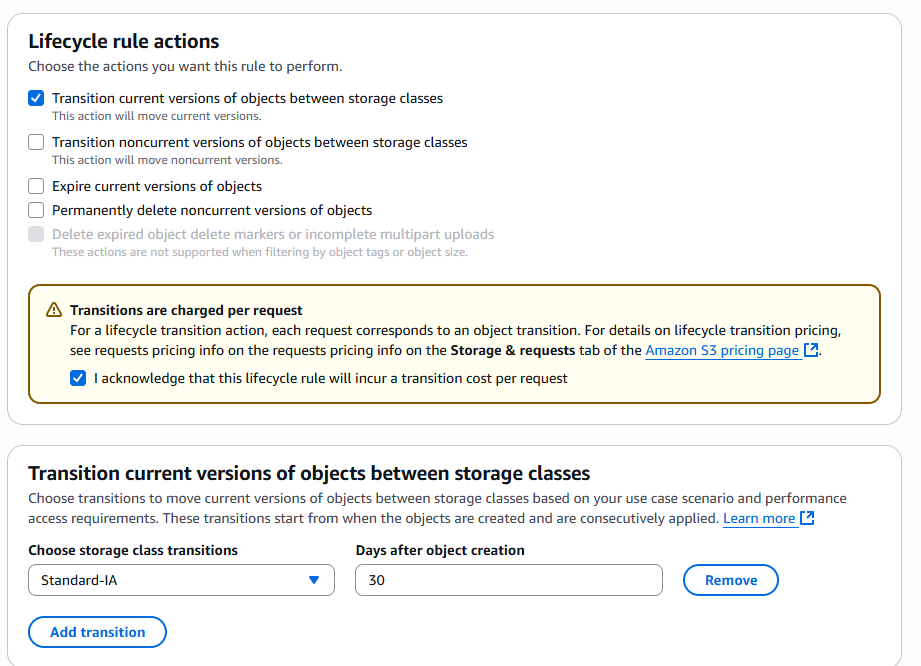 Lifecycle rule actions
Choose the actions you want this rule to perform.
Transition current versions of objects between storage classes
This action will move current versions.
Transition noncurrent versions of objects between storage classes
This action will move noncurrent versions.
Expire current versions of objects
Permanently delete noncurrent versions of objects
Delete expired object delete markers or incomplete multipart uploads
These actions are not supported when filtering by object tags or object size.
Transitions are charged per request
For a lifecycle transition action, each request corresponds to an object transition. For details on lifecycle transition pricing,
see requests pricing info on the requests pricing info on the Storage & requests tab of the Amazon S3 pricing page.
I acknowledge that this lifecycle rule will incur a transition cost per request
Transition current versions of objects between storage classes
Choose transitions to move current versions of objects between storage classes based on your use case scenario and performance
access requirements. These transitions start from when the objects are created and are consecutively applied. Learn more
Choose storage class transitions Days after object creation
Standard-IA 30 Remove
Add transition